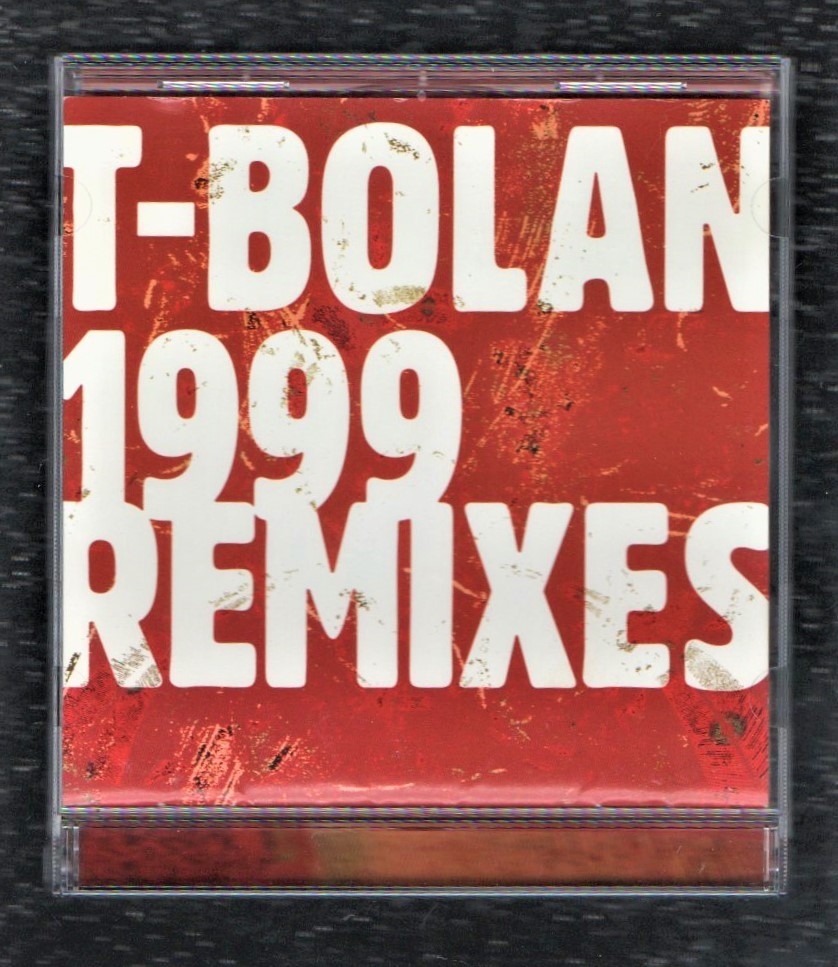 T-BOLAN
1999
REMIXES